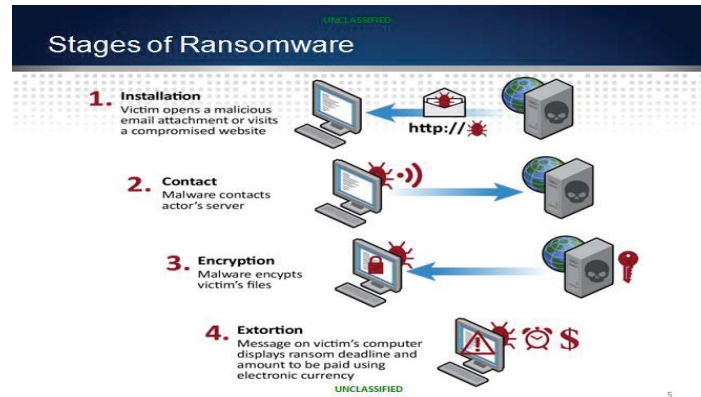 UNCLASSIFIED
Stages of Ransomware
1. Installation
Victim opens a malicious
email attachment or visits
a compromised website
http://
2. Contact
Malware contacts
actor's server
3. Encryption
Malware encypts
victim's files
4. Extortion
Message on victim's computer
displays ransom deadline and
amount to be paid using
electronic currency
$
UNCLASSIFIED
5